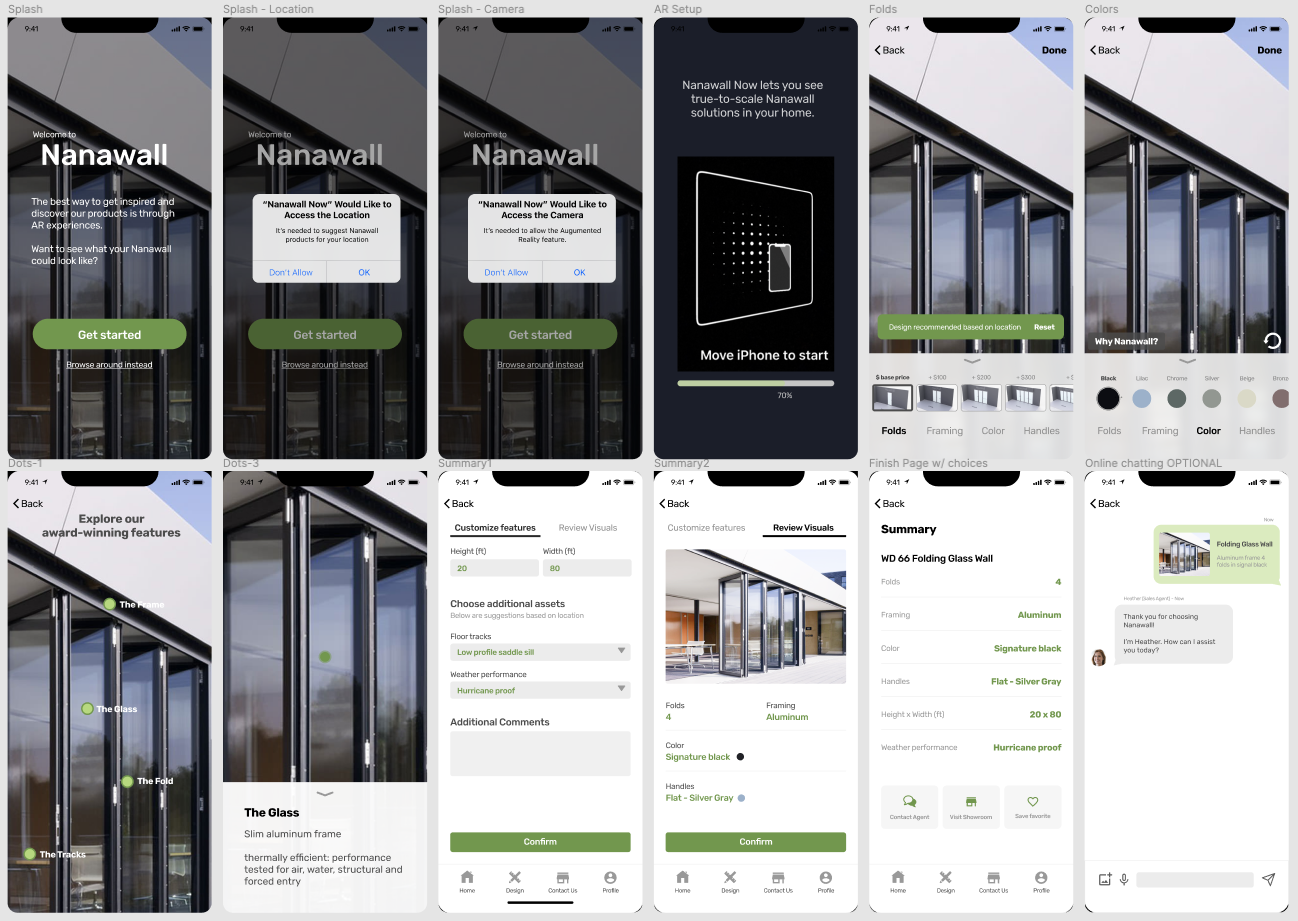 Splash
9:41
Welcome to
Nanawall
The best way to get inspired and
discover our products is through
AR experiences.
Want to see what your Nanawall
could look like?
Get started
Browse around instead
Splash - Location
9:41
Welcome to
Nanawall
“Nanawall Now” Would Like to
Access the Location
It's needed to suggest Nanawall
products for your location
Don't Allow
OK
Get started
Browse around instead
Splash - Camera
9:41
Welcome to
Nanawall
“Nanawall Now” Would Like to
Access the Camera
It's needed to allow the Augumented
Reality feature.
Don't Allow
OK
Get started
Browse around instead
AR Setup
9:41
Nanawall Now lets you see
true-to-scale Nanawall
solutions in your home.
Move iPhone to start
70%
Folds
9:41
Back
Done
Design recommended based on location
Reset
$ base price
+ $100
+ $200
+ $300
+ $
Folds
Framing
Color
Handles
Colors
9:41
Back
Done
Why Nanawall?
Black
Lilac
Chrome
Silver
Beige
Bronz
Folds
Framing
Color
Handles
Dots-1
9:41
Back
Explore our
award-winning features
The Frame
The Glass
The Fold
The Tracks
Dots-3
9:41
The Glass
Slim aluminum frame
thermally efficient: performance
tested for air, water, structural and
forced entry
Summary1
9:41
Back
Customize features
Review Visuals
Height (ft)
Width (ft)
20
80
Choose additional assets
Below are suggestions based on location
Floor tracks
Low profile saddle sill
Weather performance
Hurricane proof
Additional Comments
Confirm
Home
Design
Contact Us
Profile
Summary2
9:41
Back
Customize features
Review Visuals
Folds
Framing
4
Aluminum
Color
Signature black
Handles
Flat - Silver Gray
Confirm
Home
Design
Contact Us
Profile
Finish Page w/ choices
9:41
Back
Summary
WD 66 Folding Glass Wall
Folds
4
Framing
Aluminum
Color
Signature black
Handles
Flat - Silver Gray
Height x Width (ft)
20 x 80
Weather performance
Hurricane proof
Contact Agent
Visit Showroom
Save favorite
Home
Design
Contact Us
Profile
Online chatting OPTIONAL
9:41
Back
Now
Folding Glass Wall
Aluminum frame 4
folds in signal black
Heather (Sales Agent) - Now
Thank you for choosing
Nanawall!
I'm Heather. How can I assist
you today?